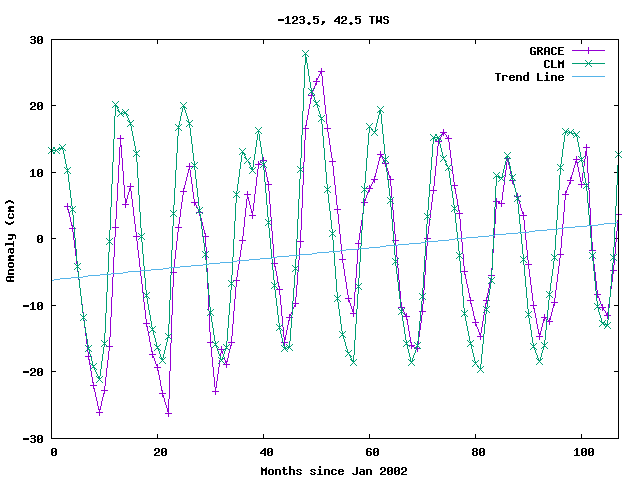 -123.5, 42.5 TWS
GRACE
CLM
Trend Line
30
20
10
0
-10
-20
-30
Anomaly (cm)
0 20 40 60 80 100
Months since Jan 2002